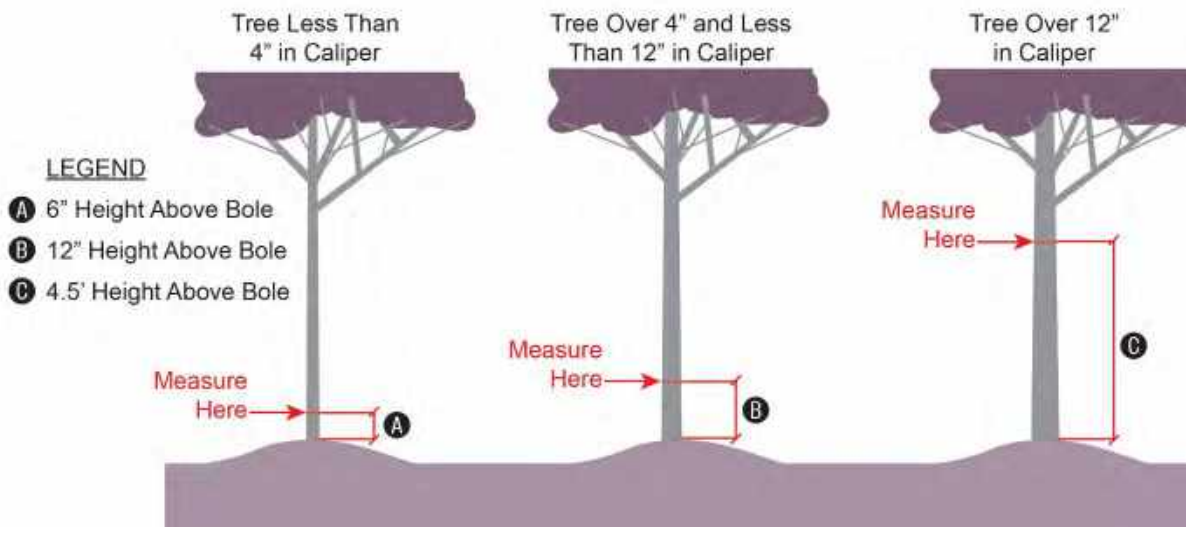 Tree Less Than
4” in Caliper
Tree Over 4” and Less
Than 12” in Caliper
Tree Over 12”
in Caliper
LEGEND
A 6” Height Above Bole
B 12” Height Above Bole
C 4.5’ Height Above Bole
Measure
Here
A
Measure
Here
B
Measure
Here
C